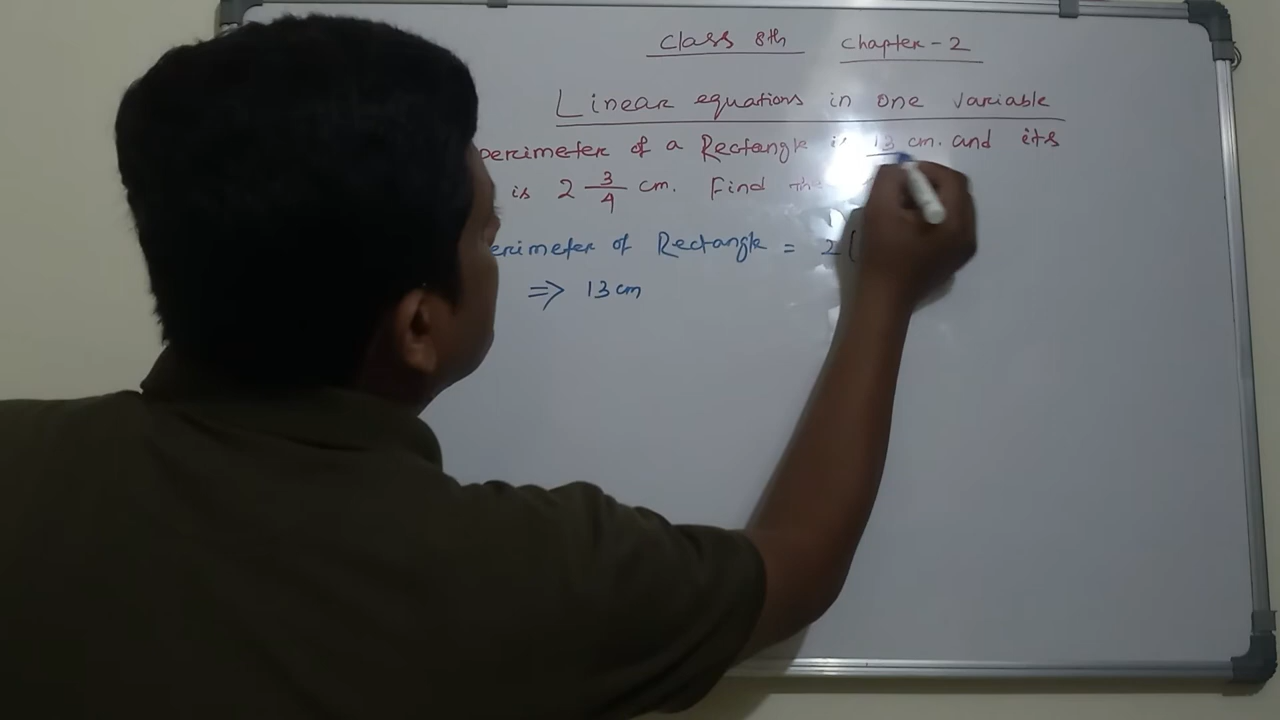 Class 8th Chapter-2
Linear equations in one variable
perimeter of a Rectangle is 13 cm. and its
is 2 3/4 cm. Find the
erimeter of Rectangle = 2(
=> 13 cm